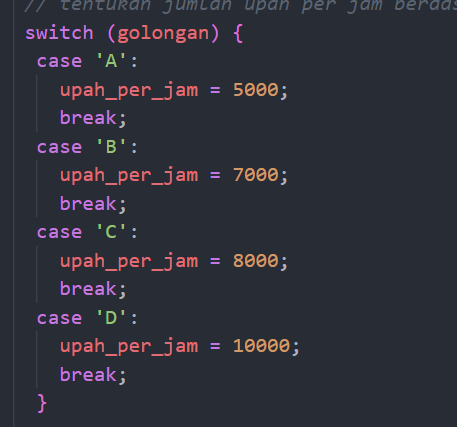 // tentukan jumlah upah per jam
switch (golongan) {
case 'A':
upah_per_jam = 5000;
break;
case 'B':
upah_per_jam = 7000;
break;
case 'C':
upah_per_jam = 8000;
break;
case 'D':
upah_per_jam = 10000;
break;
}